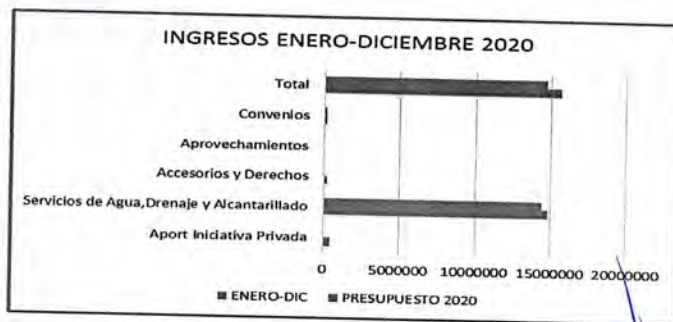 INGRESOS ENERO-DICIEMBRE 2020
Total
Convenios
Aprovechamientos
Accesorios y Derechos
Servicios de Agua,Drenaje y Alcantarillado
Aport Iniciativa Privada
0 5000000 10000000 15000000 20000000
ENERO-DIC PRESUPUESTO 2020